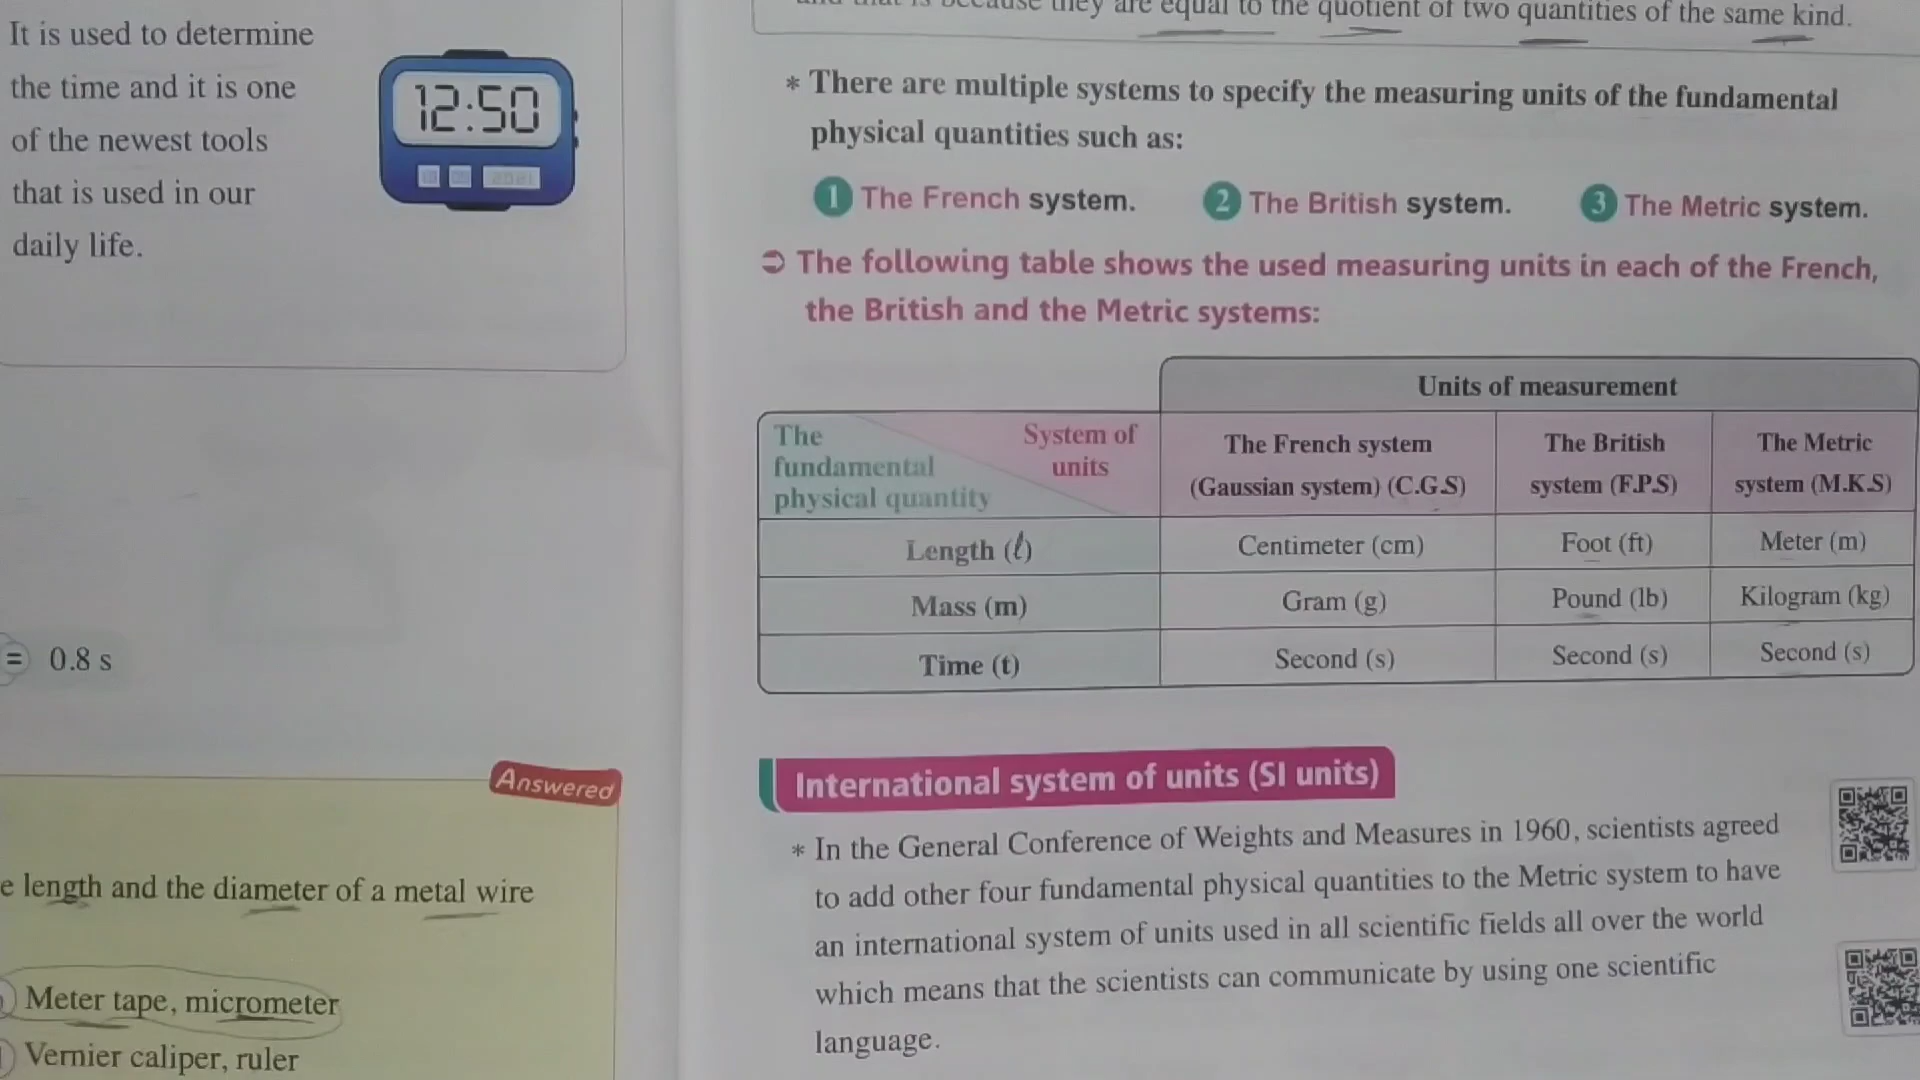 It is used to determine
the time and it is one
of the newest tools
that is used in our
daily life.
12:50
= 0.8 s
Answered
e length and the diameter of a metal wire
Meter tape, micrometer
Vernier caliper, ruler
they are equal to the quotient of two quantities of the same kind.
* There are multiple systems to specify the measuring units of the fundamental
physical quantities such as:
1 The French system. 2 The British system. 3 The Metric system.
The following table shows the used measuring units in each of the French,
the British and the Metric systems:
Units of measurement
The fundamental physical quantity
System of units
The French system (Gaussian system) (C.G.S)
The British system (F.P.S)
The Metric system (M.K.S)
Length (ℓ) Centimeter (cm) Foot (ft) Meter (m)
Mass (m) Gram (g) Pound (lb) Kilogram (kg)
Time (t) Second (s) Second (s) Second (s)
International system of units (SI units)
* In the General Conference of Weights and Measures in 1960, scientists agreed
to add other four fundamental physical quantities to the Metric system to have
an international system of units used in all scientific fields all over the world
which means that the scientists can communicate by using one scientific
language.